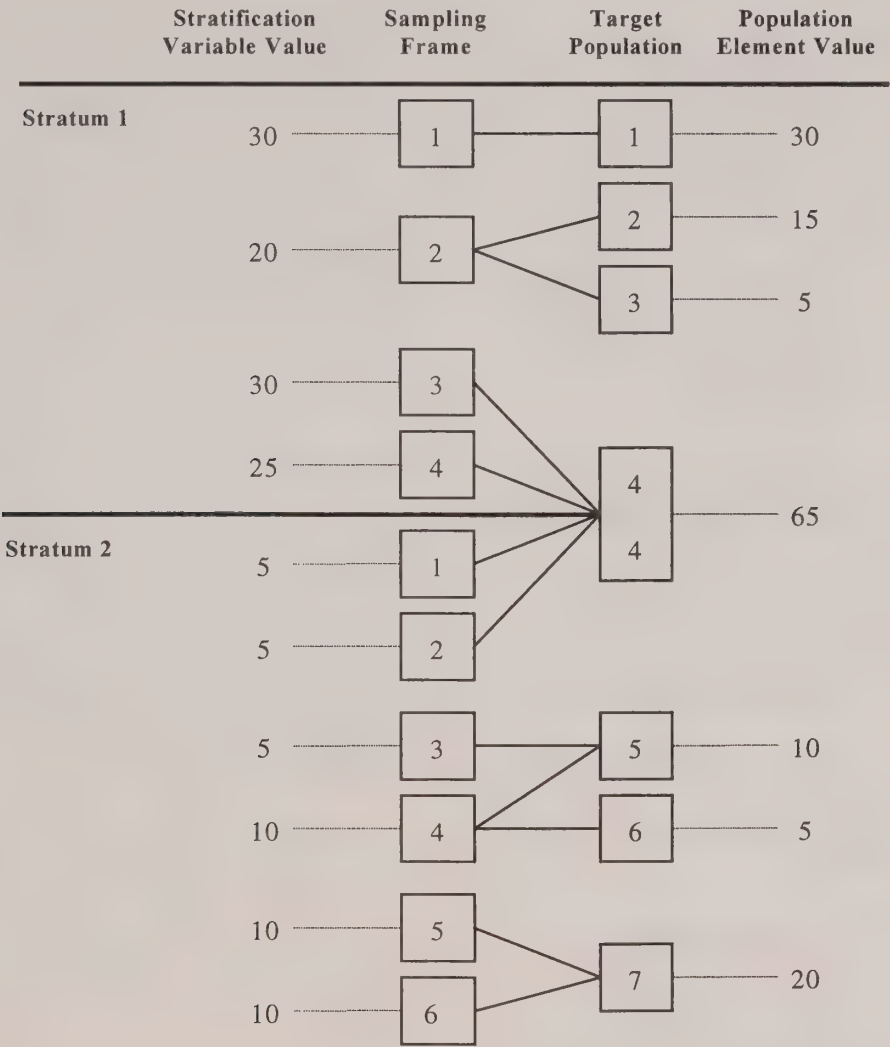 Stratification Sampling Target Population
Variable Value Frame Population Element Value
Stratum 1
30 1 1 30
2 15
20 2
3 5
30 3
4
25 4
65
Stratum 2
4
5 1
5 2
5 3 5 10
10 4 6 5
10 5
7 20
10 6